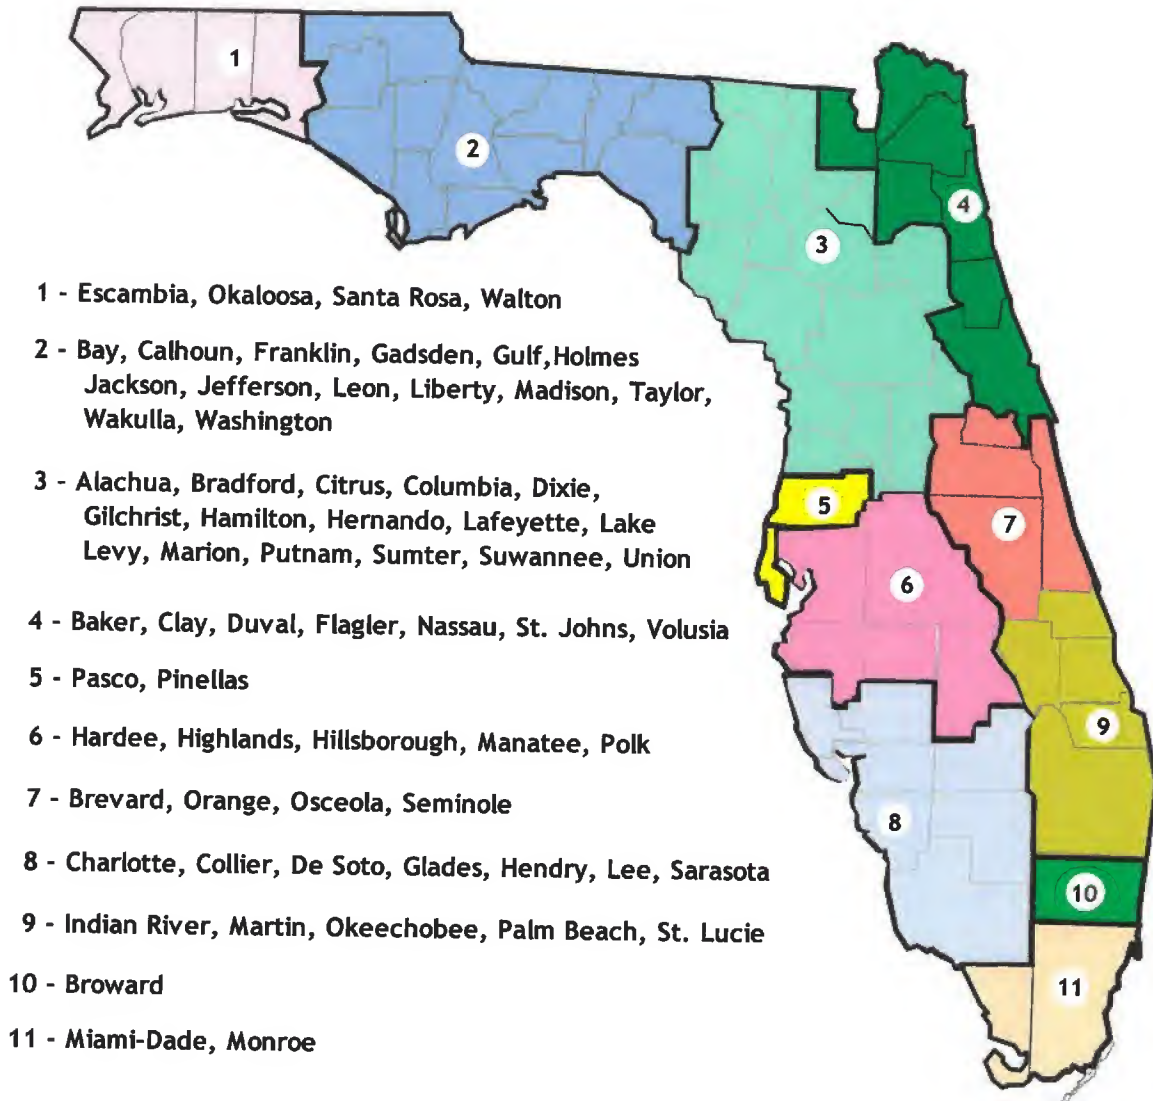 1
2
4
3
1 - Escambia, Okaloosa, Santa Rosa, Walton
2 - Bay, Calhoun, Franklin, Gadsden, Gulf,Holmes
Jackson, Jefferson, Leon, Liberty, Madison, Taylor,
Wakulla, Washington
3 - Alachua, Bradford, Citrus, Columbia, Dixie,
Gilchrist, Hamilton, Hernando, Lafeyette, Lake
Levy, Marion, Putnam, Sumter, Suwannee, Union
5
7
6
4 - Baker, Clay, Duval, Flagler, Nassau, St. Johns, Volusia
5 - Pasco, Pinellas
6 - Hardee, Highlands, Hillsborough, Manatee, Polk
9
7 - Brevard, Orange, Osceola, Seminole
8
8 - Charlotte, Collier, De Soto, Glades, Hendry, Lee, Sarasota
10
9 - Indian River, Martin, Okeechobee, Palm Beach, St. Lucie
10 - Broward
11
11 - Miami-Dade, Monroe